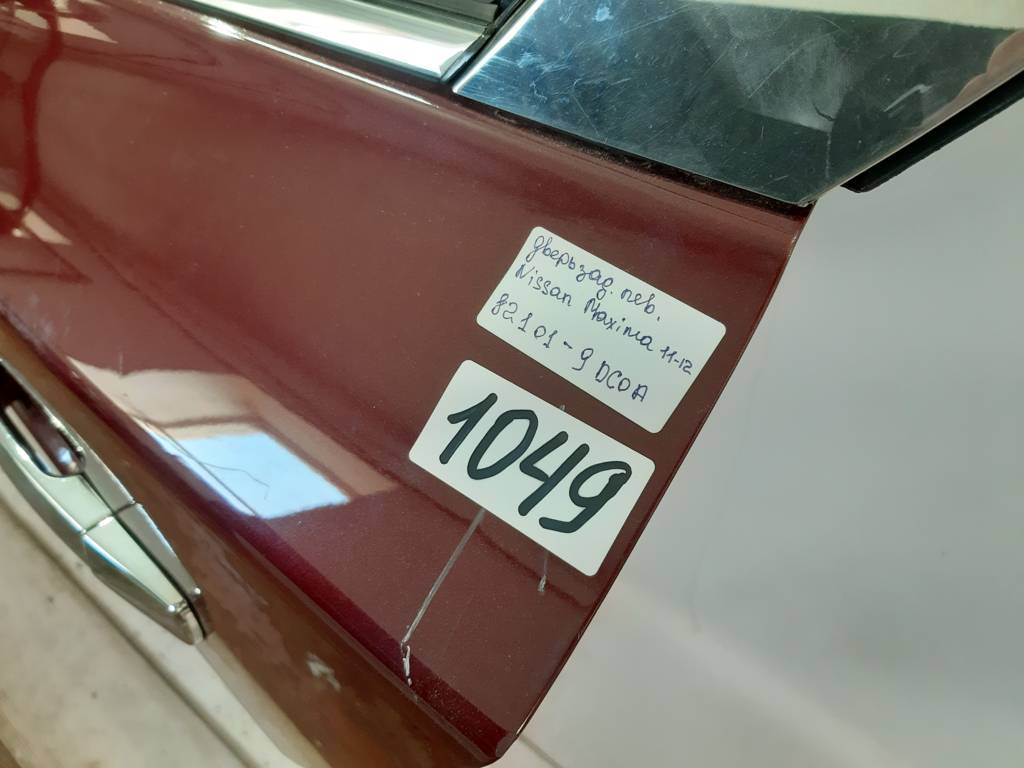 дверь зад. лев.
Nissan Maxima 11-12
82101-9DC0A
1049